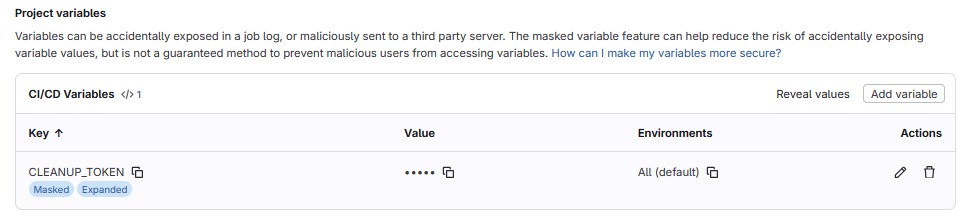 Project variables
Variables can be accidentally exposed in a job log, or maliciously sent to a third party server. The masked variable feature can help reduce the risk of accidentally exposing
variable values, but is not a guaranteed method to prevent malicious users from accessing variables. How can I make my variables more secure?
CI/CD Variables </> 1 Reveal values Add variable
Key ↑ Value Environments Actions
CLEANUP_TOKEN ••••• All (default)
Masked Expanded